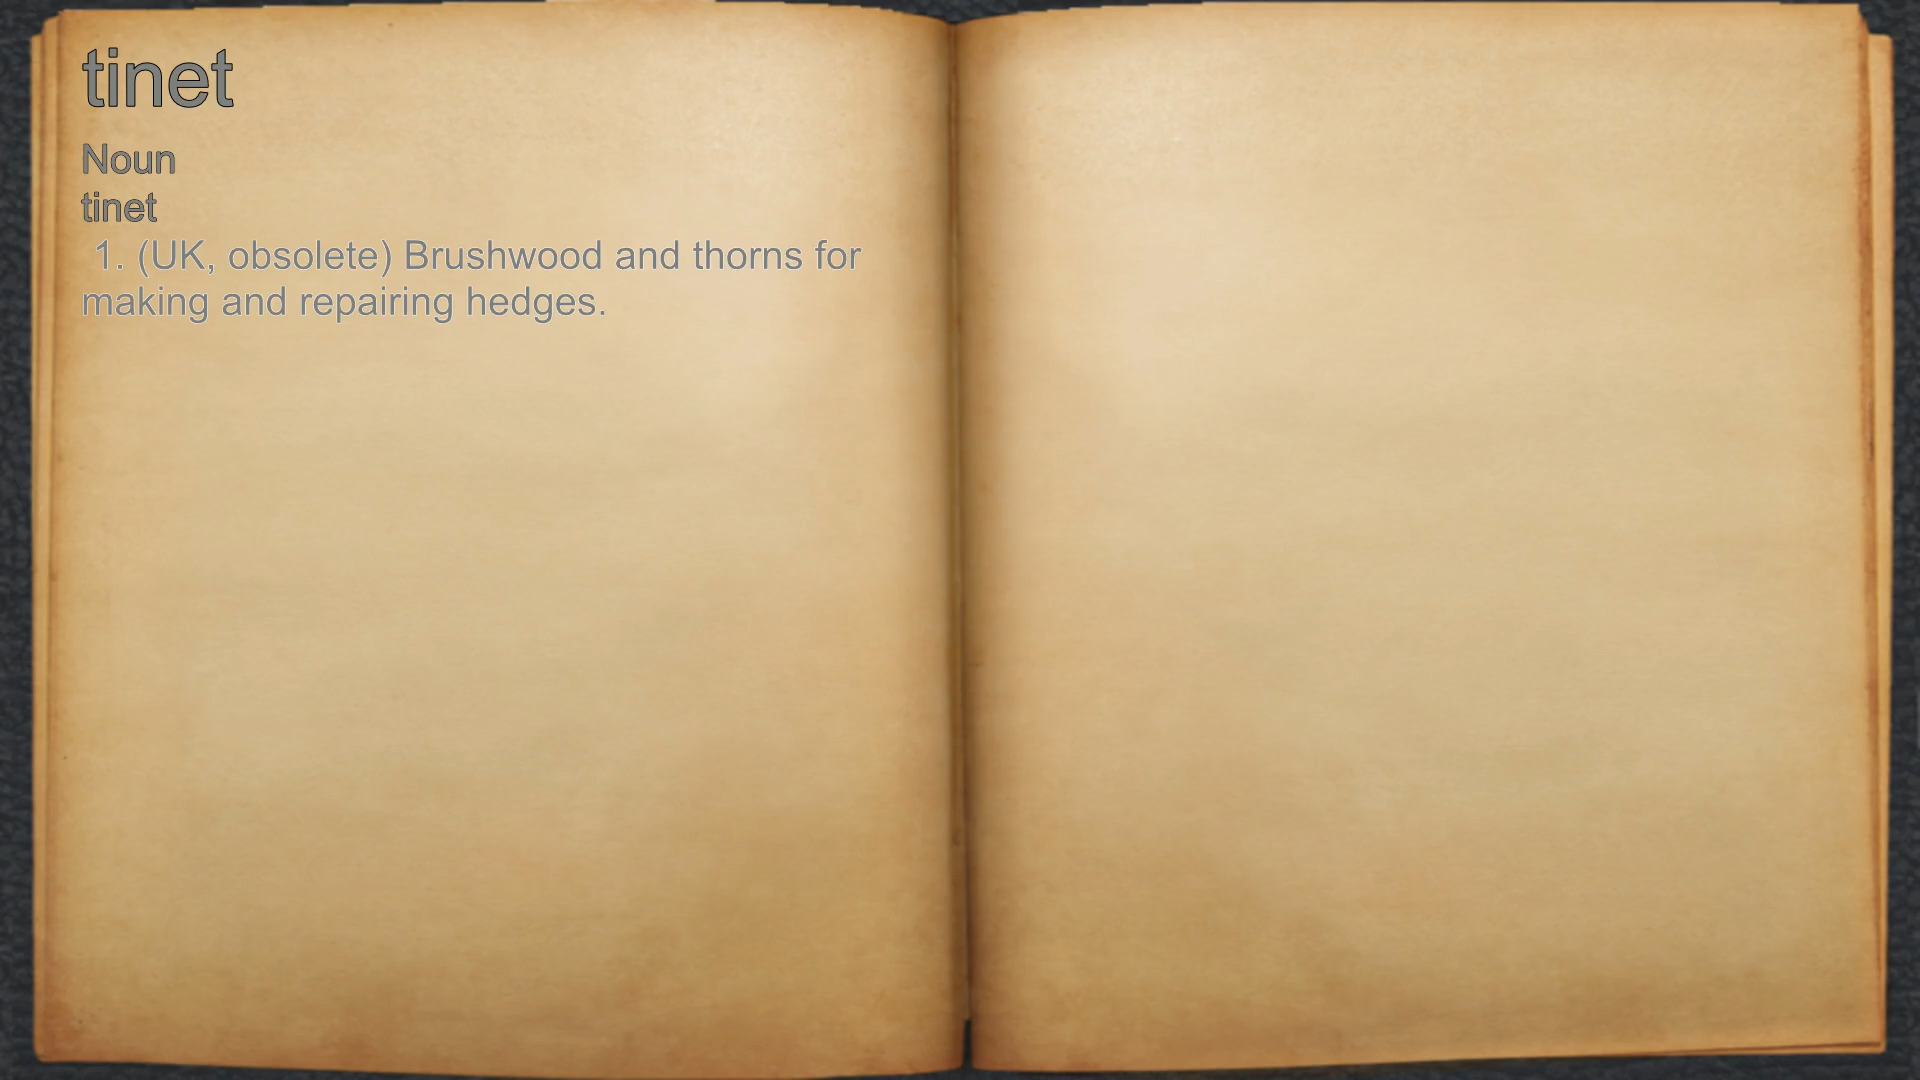 tinet
Noun
tinet
1. (UK, obsolete) Brushwood and thorns for
making and repairing hedges.